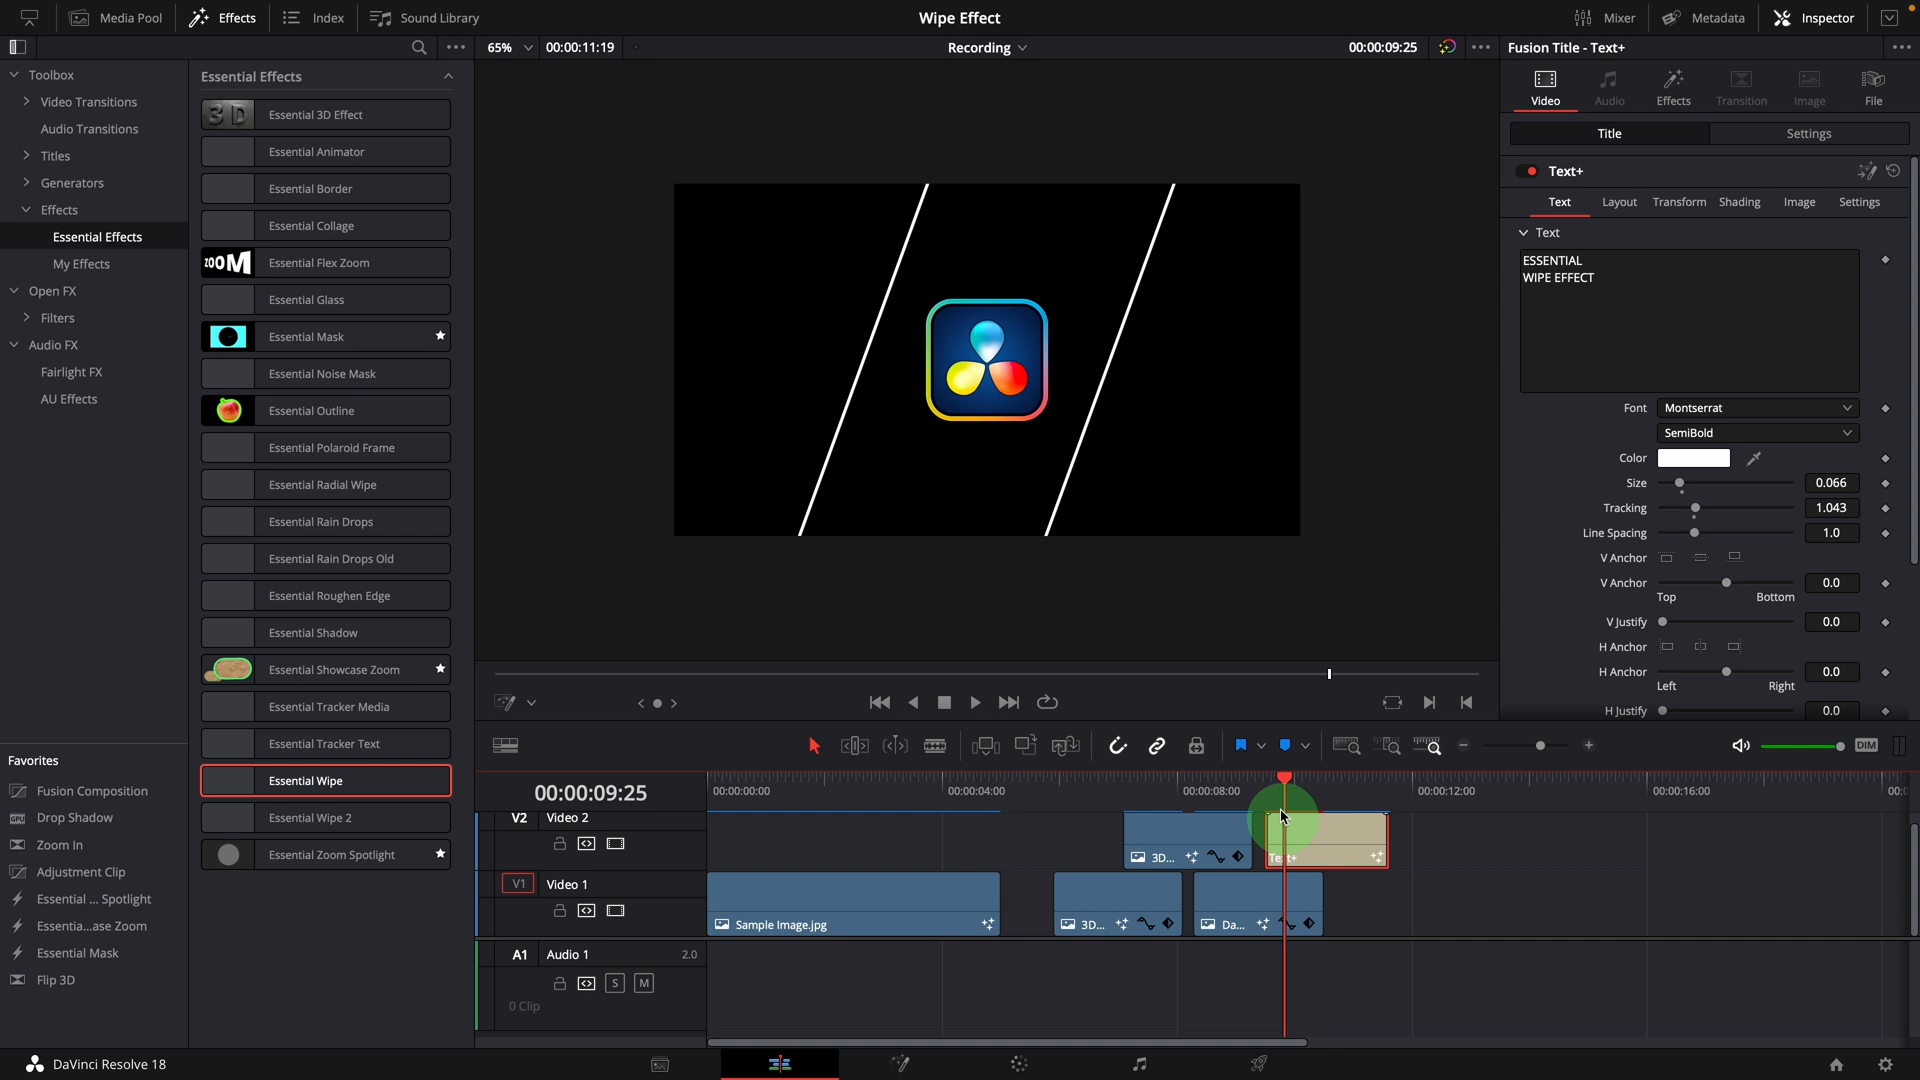 Media Pool
Effects
Index
Sound Library
Wipe Effect
Mixer
Metadata
Inspector
65%
00:00:11:19
Recording
00:00:09:25
Fusion Title - Text+
Toolbox
Video Transitions
Audio Transitions
Titles
Generators
Effects
Essential Effects
My Effects
Open FX
Filters
Audio FX
Fairlight FX
AU Effects
Favorites
Fusion Composition
Drop Shadow
Zoom In
Adjustment Clip
Essential ... Spotlight
Essentia...ase Zoom
Essential Mask
Flip 3D
Essential Effects
3D
Essential 3D Effect
Essential Animator
Essential Border
Essential Collage
ZOOM
Essential Flex Zoom
Essential Glass
Essential Mask
Essential Noise Mask
Essential Outline
Essential Polaroid Frame
Essential Radial Wipe
Essential Rain Drops
Essential Rain Drops Old
Essential Roughen Edge
Essential Shadow
Essential Showcase Zoom
Essential Tracker Media
Essential Tracker Text
Essential Wipe
Essential Wipe 2
Essential Zoom Spotlight
Video
Audio
Effects
Transition
Image
File
Title
Settings
Text+
Text
Layout
Transform
Shading
Image
Settings
Text
ESSENTIAL
WIPE EFFECT
Font
Montserrat
SemiBold
Color
Size
0.066
Tracking
1.043
Line Spacing
1.0
V Anchor
V Anchor
0.0
Top
Bottom
V Justify
0.0
H Anchor
H Anchor
0.0
Left
Right
H Justify
0.0
DIM
00:00:09:25
00:00:00:00
00:00:04:00
00:00:08:00
00:00:12:00
00:00:16:00
V2
Video 2
3D...
Text+
V1
Video 1
Sample Image.jpg
3D...
Da...
A1
Audio 1
2.0
S
M
0 Clip
DaVinci Resolve 18